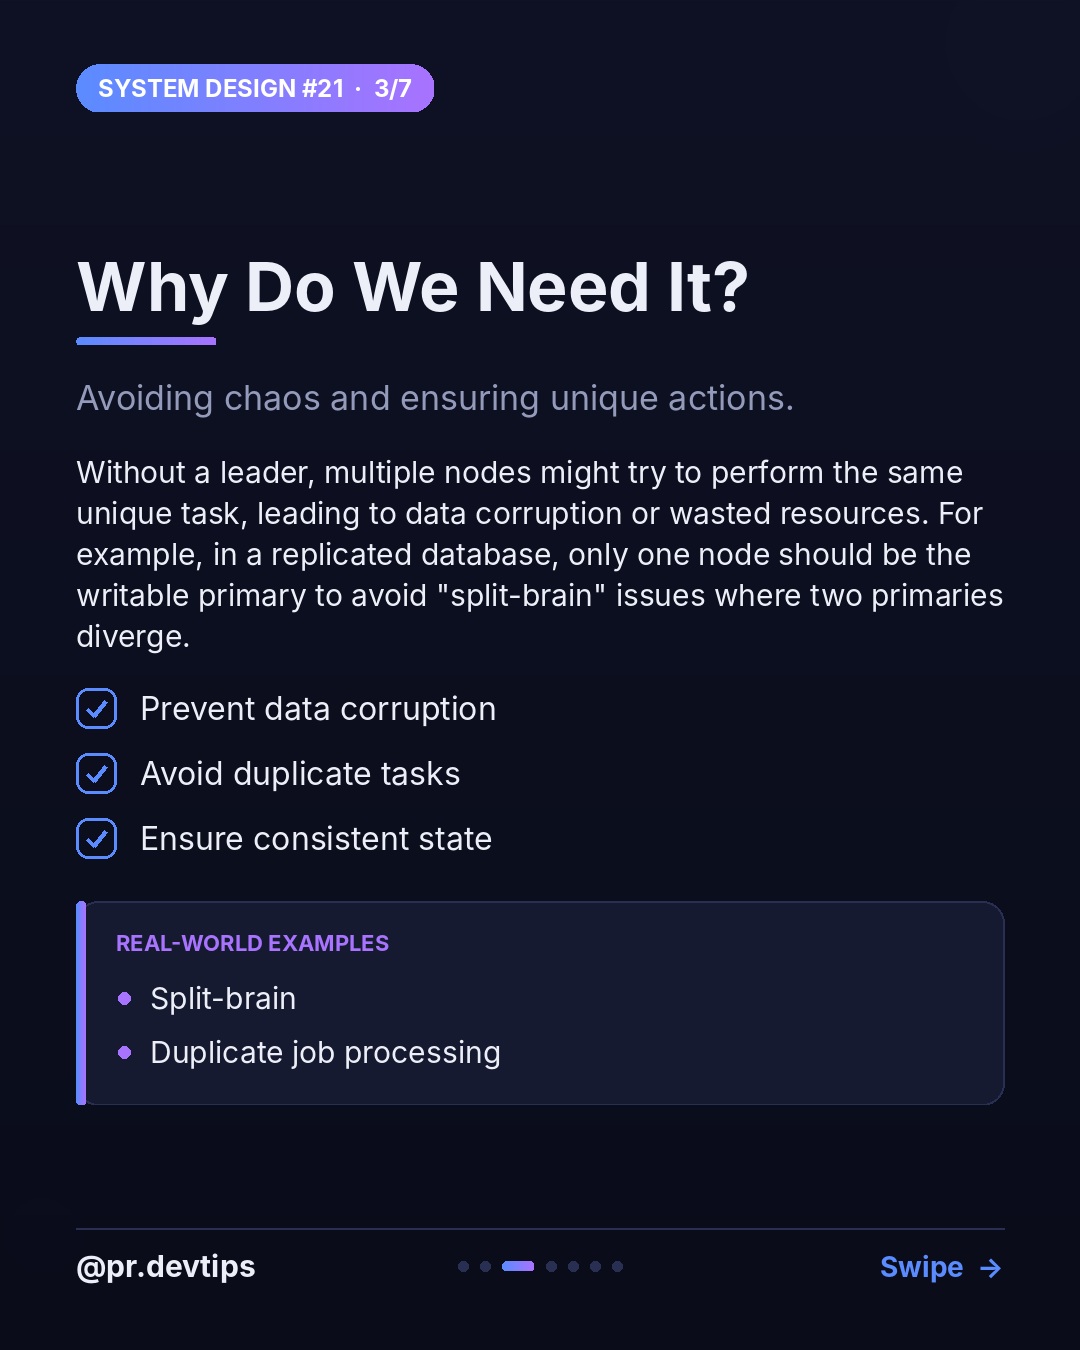 SYSTEM DESIGN #21 · 3/7
Why Do We Need It?
Avoiding chaos and ensuring unique actions.
Without a leader, multiple nodes might try to perform the same
unique task, leading to data corruption or wasted resources. For
example, in a replicated database, only one node should be the
writable primary to avoid "split-brain" issues where two primaries
diverge.
Prevent data corruption
Avoid duplicate tasks
Ensure consistent state
REAL-WORLD EXAMPLES
Split-brain
Duplicate job processing
@pr.devtips
Swipe →